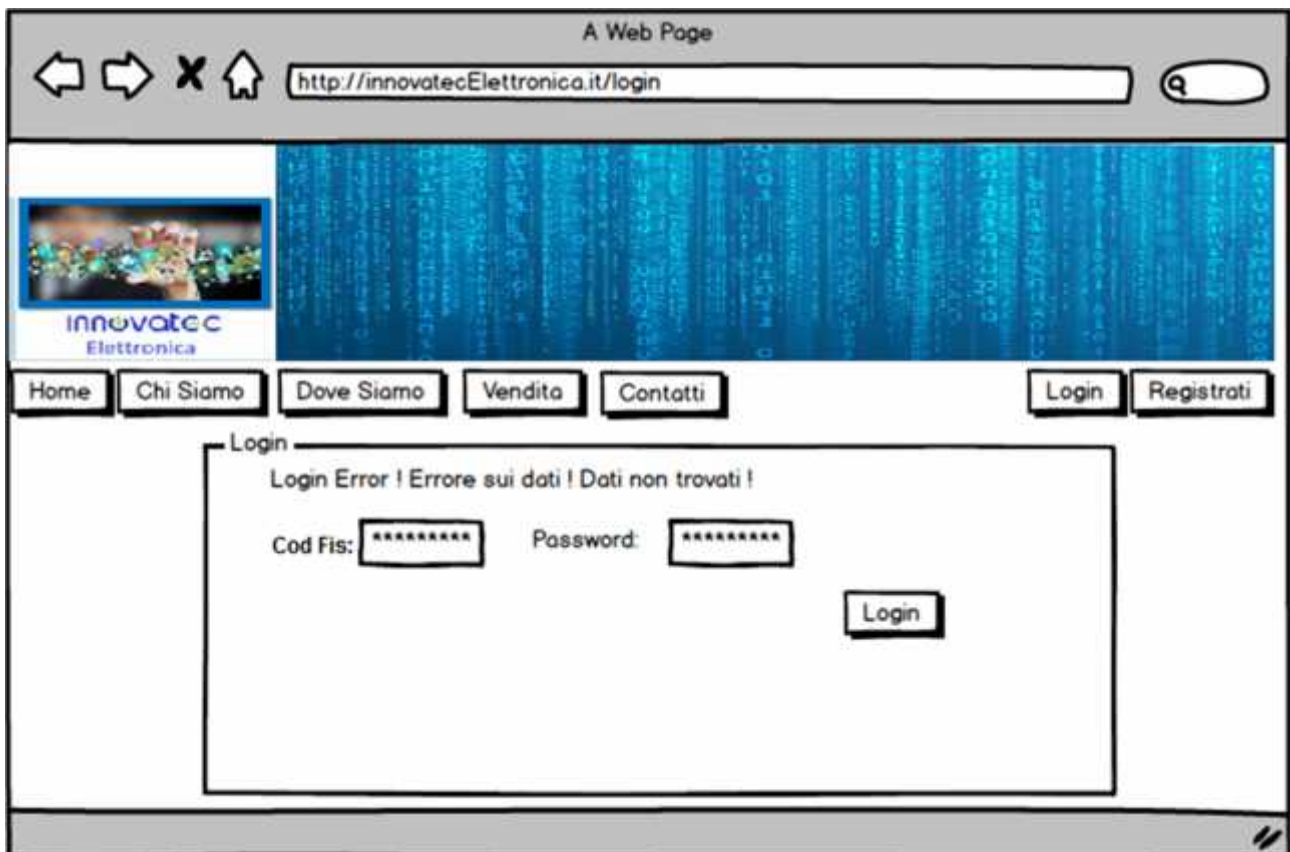 A Web Page
http://innovatecElettronica.it/login
innovatec
Elettronica
Home Chi Siamo Dove Siamo Vendita Contatti Login Registrati
Login
Login Error ! Errore sui dati ! Dati non trovati !
Cod Fis: ********* Password: *********
Login